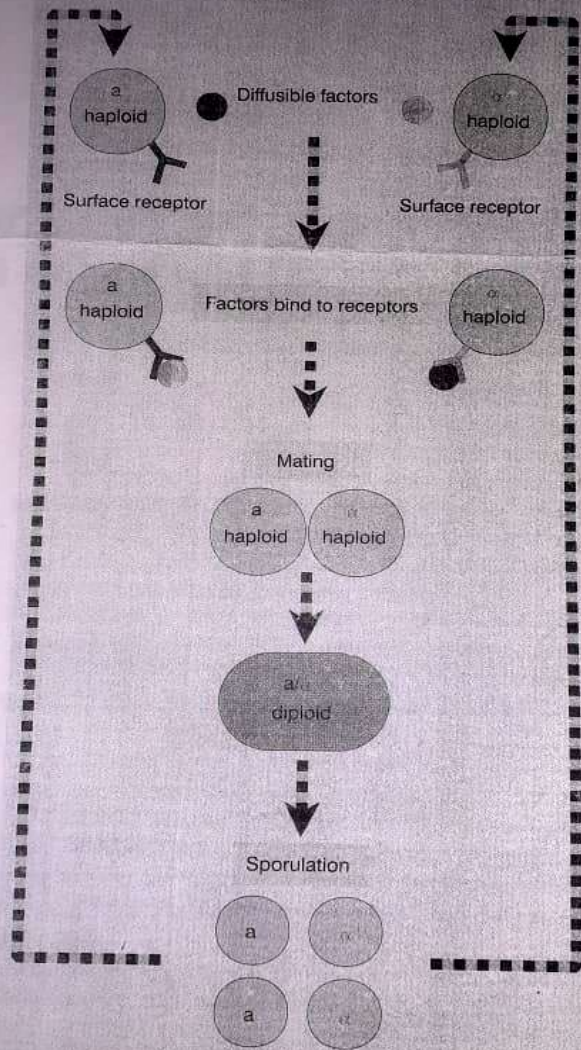 a
haploid
Diffusible factors
α
haploid
Surface receptor
Surface receptor
a
haploid
Factors bind to receptors
α
haploid
Mating
a
haploid
α
haploid
a/α
diploid
Sporulation
a
α
a
α